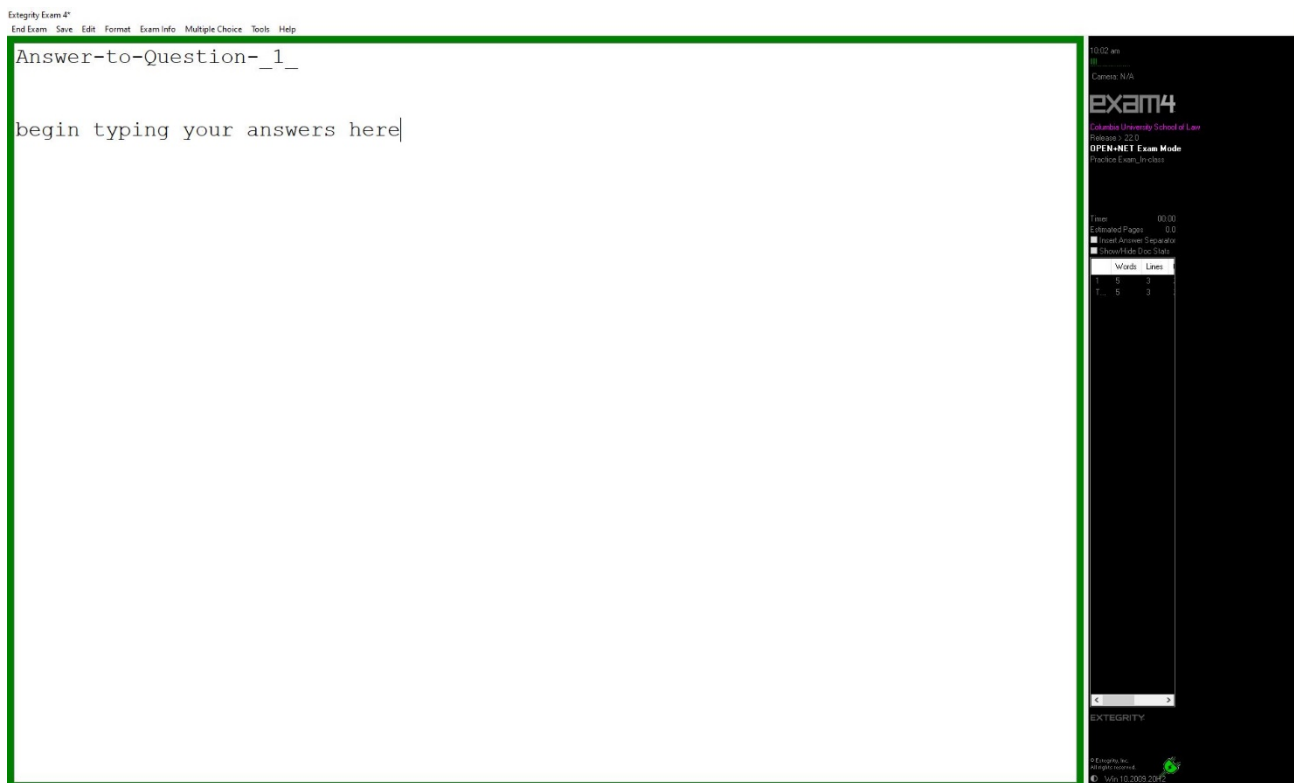 Extegrity Exam 4*
End Exam Save Edit Format Exam Info Multiple Choice Tools Help
Answer-to-Question-_1_
begin typing your answers here
10:02 am
Camera: N/A
exam4
Columbia University School of Law
Release > 22.0
OPEN+NET Exam Mode
Practice Exam_In-class
Timer 00:00
Estimated Pages 0.0
Insert Answer Separator
Show/Hide Doc Stats
Words Lines
1 5 3
T... 5 3
EXTEGRITY
© Extegrity, Inc.
All rights reserved.
Win 10.2009.20H2